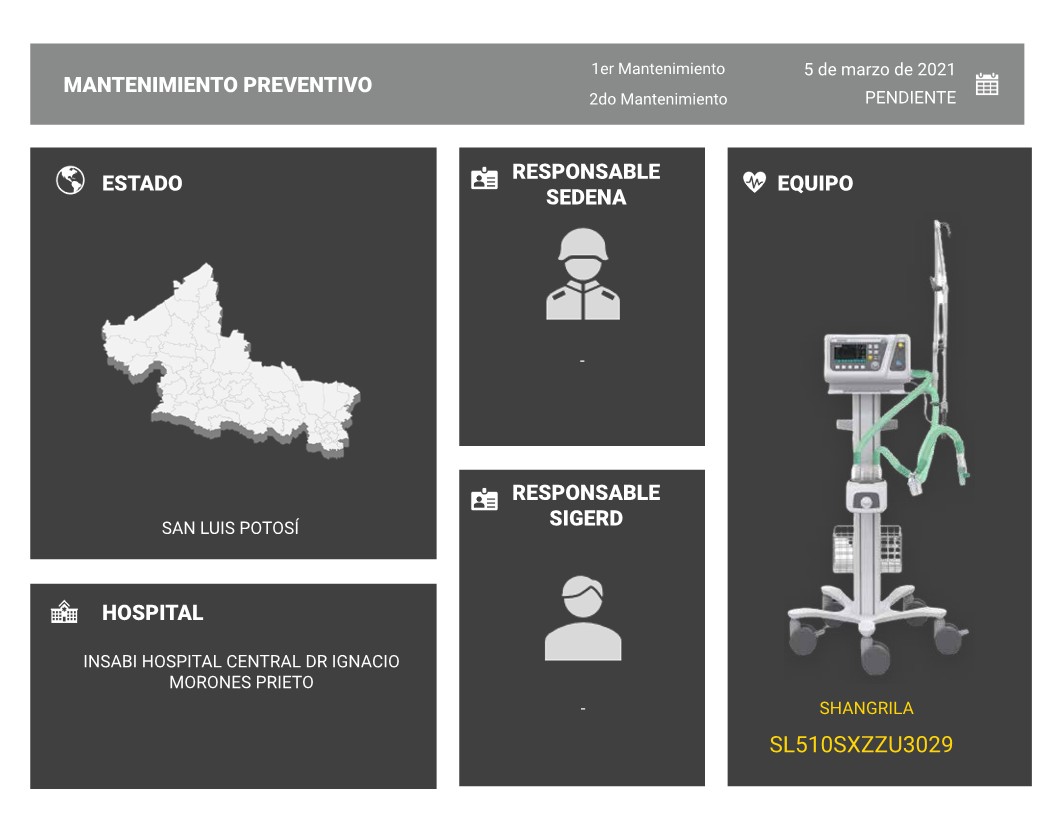 MANTENIMIENTO PREVENTIVO
1er Mantenimiento
5 de marzo de 2021
2do Mantenimiento
PENDIENTE
ESTADO
SAN LUIS POTOSÍ
HOSPITAL
INSABI HOSPITAL CENTRAL DR IGNACIO
MORONES PRIETO
RESPONSABLE
SEDENA
-
RESPONSABLE
SIGERD
-
EQUIPO
SHANGRILA
SL510SXZZU3029